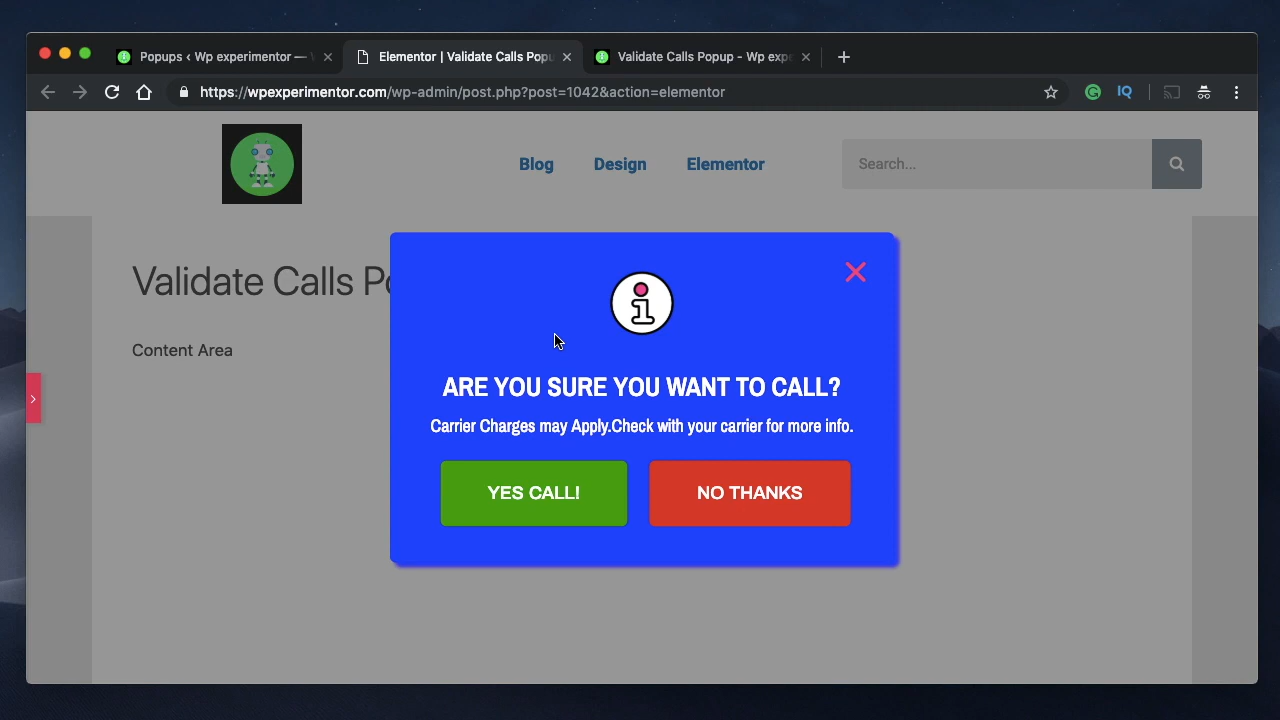 Popups ‹ Wp experimentor —
Elementor | Validate Calls Popu
Validate Calls Popup - Wp expe
https://wpexperimentor.com/wp-admin/post.php?post=1042&action=elementor
IQ
Blog
Design
Elementor
Search...
Validate Calls Po
Content Area
ARE YOU SURE YOU WANT TO CALL?
Carrier Charges may Apply.Check with your carrier for more info.
YES CALL!
NO THANKS